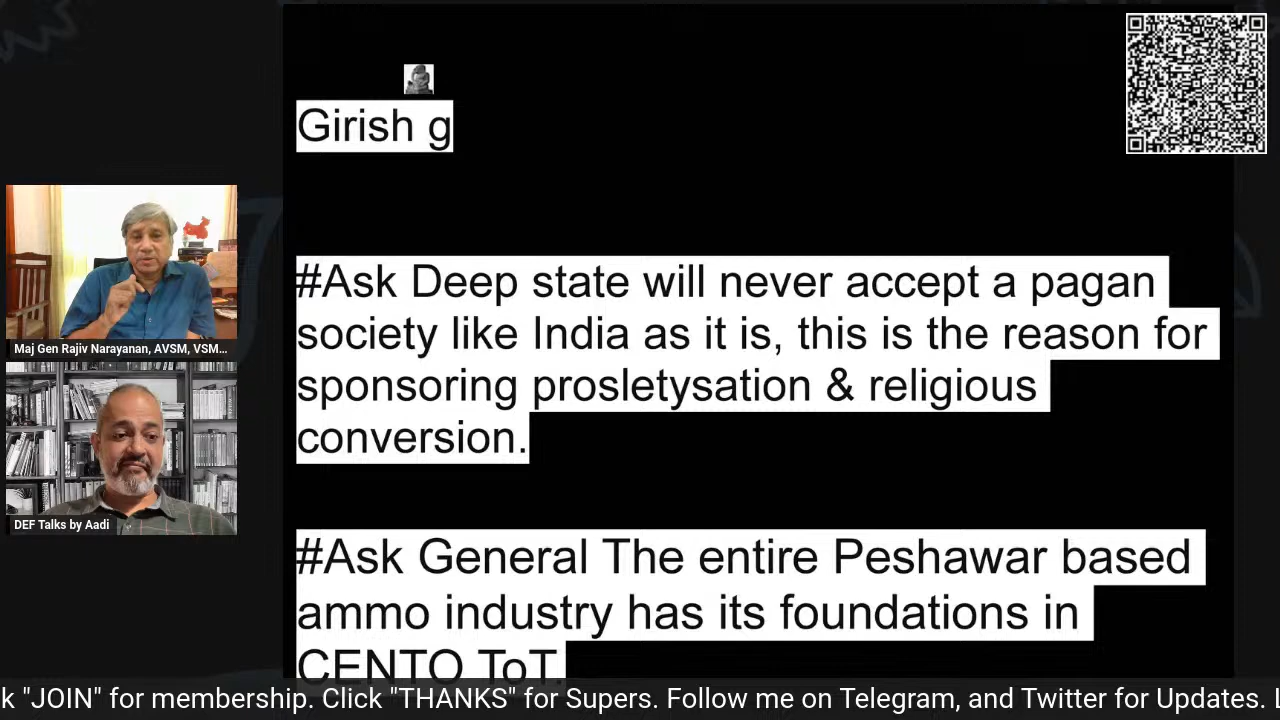 Girish g
#Ask Deep state will never accept a pagan
society like India as it is, this is the reason for
sponsoring prosletysation & religious
conversion.
#Ask General The entire Peshawar based
ammo industry has its foundations in
CENTO ToT.
Maj Gen Rajiv Narayanan, AVSM, VSM...
DEF Talks by Aadi
k "JOIN" for membership. Click "THANKS" for Supers. Follow me on Telegram, and Twitter for Updates.